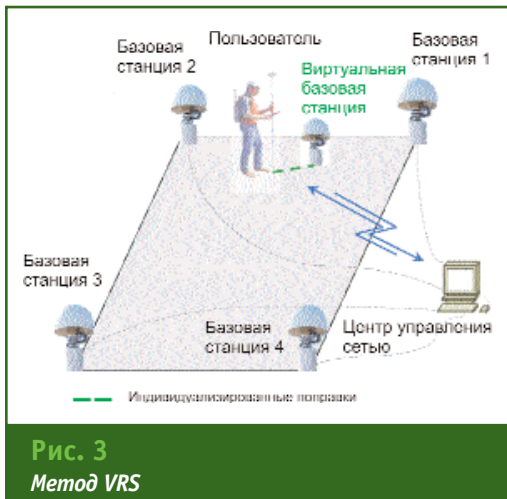 Базовая
станция 2
Пользователь
Базовая
станция 1
Виртуальная
базовая
станция
Базовая
станция 3
Базовая
станция 4
Центр управления
сетью
Индивидуализированные поправки
Рис. 3
Метод VRS